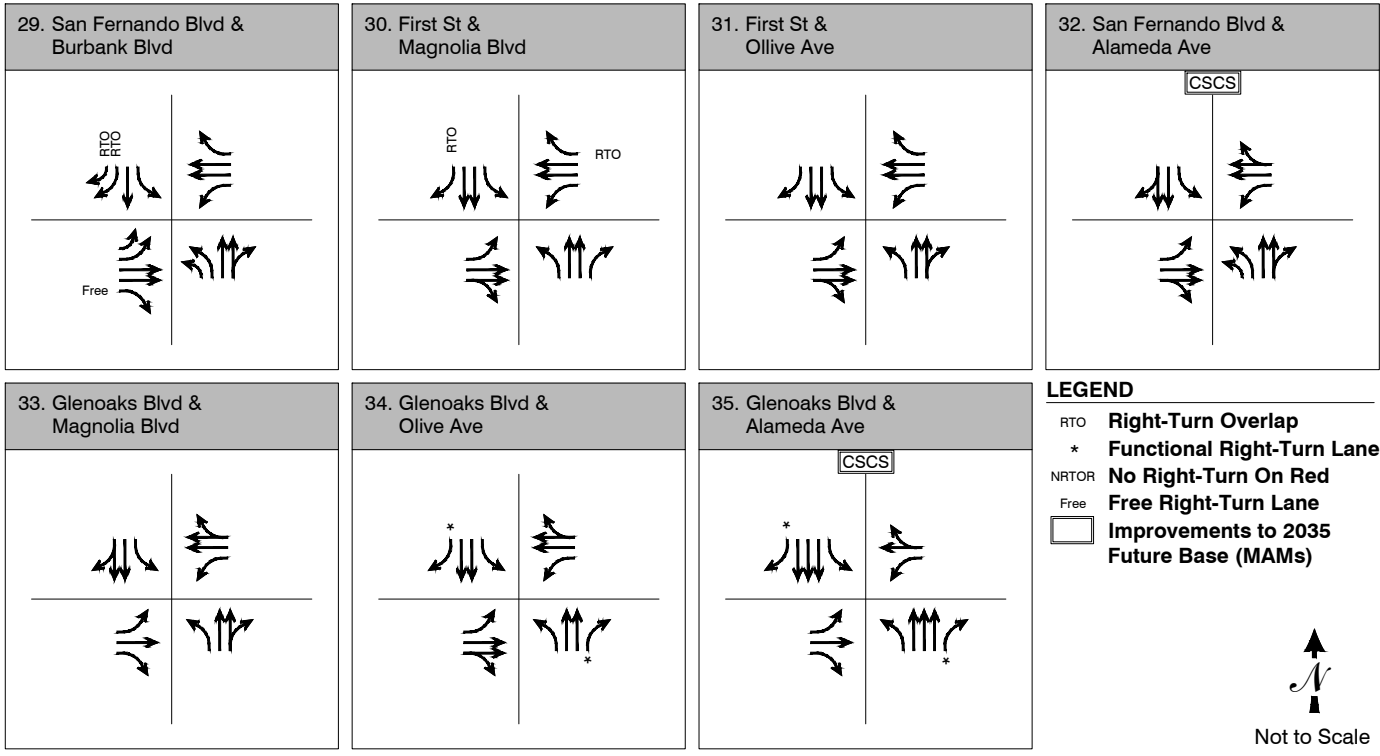 29. San Fernando Blvd &
Burbank Blvd
RTO
RTO
Free
30. First St &
Magnolia Blvd
RTO
RTO
31. First St &
Ollive Ave
32. San Fernando Blvd &
Alameda Ave
CSCS
33. Glenoaks Blvd &
Magnolia Blvd
34. Glenoaks Blvd &
Olive Ave
*
*
35. Glenoaks Blvd &
Alameda Ave
CSCS
*
*
LEGEND
RTO Right-Turn Overlap
* Functional Right-Turn Lane
NRTOR No Right-Turn On Red
Free Free Right-Turn Lane
Improvements to 2035
Future Base (MAMs)
N
Not to Scale